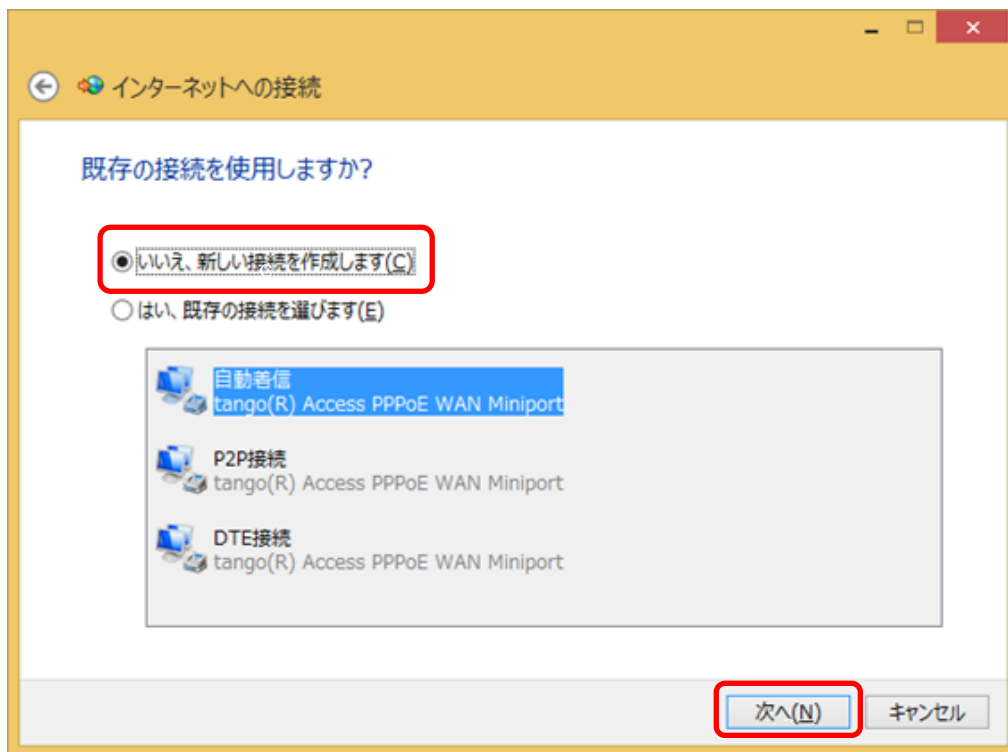 インターネットへの接続
既存の接続を使用しますか?
いいえ、新しい接続を作成します(C)
はい、既存の接続を選びます(E)
自動着信
tango(R) Access PPPoE WAN Miniport
P2P接続
tango(R) Access PPPoE WAN Miniport
DTE接続
tango(R) Access PPPoE WAN Miniport
次へ(N)
キャンセル